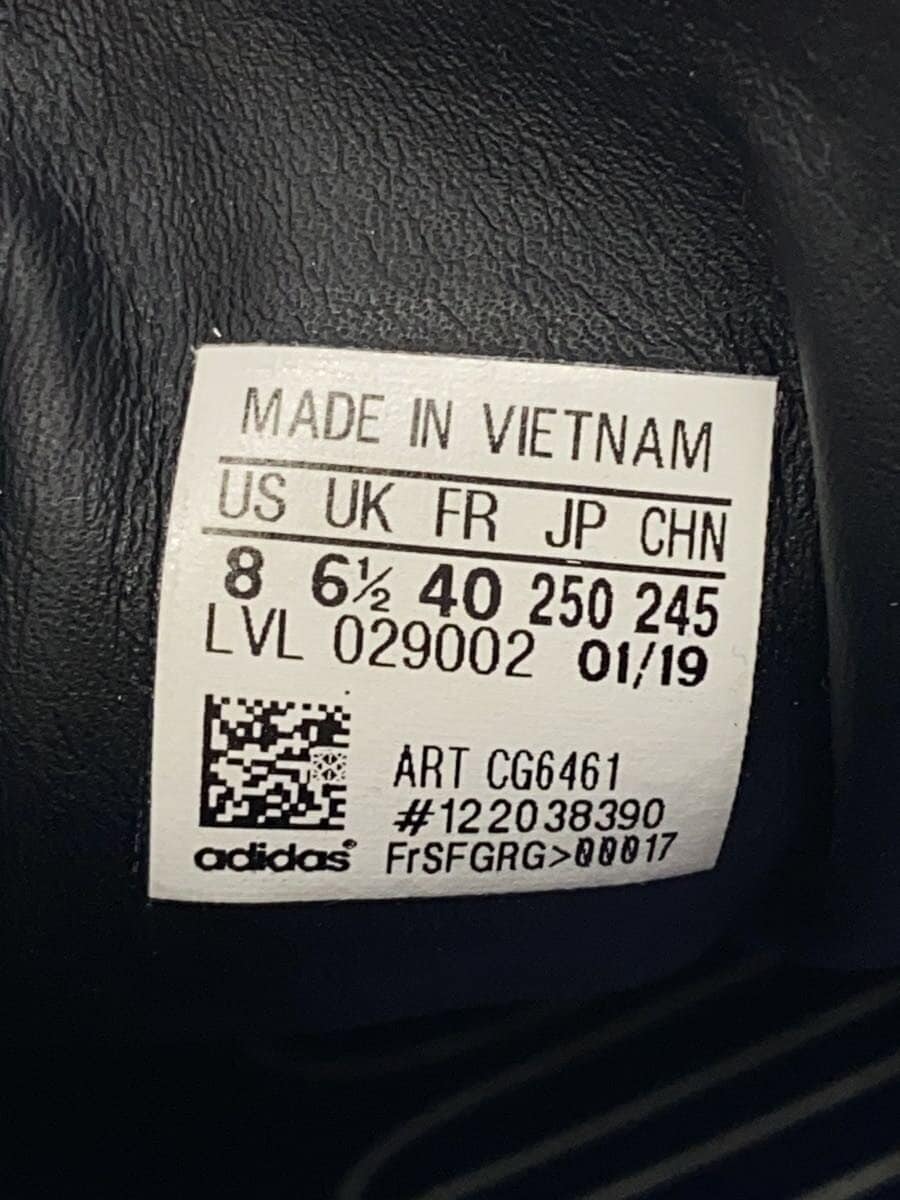 MADE IN VIETNAM
US UK FR JP CHN
8 6½ 40 250 245
LVL 029002 01/19
ART CG6461
#122038390
adidas® FrSFGRG>00017